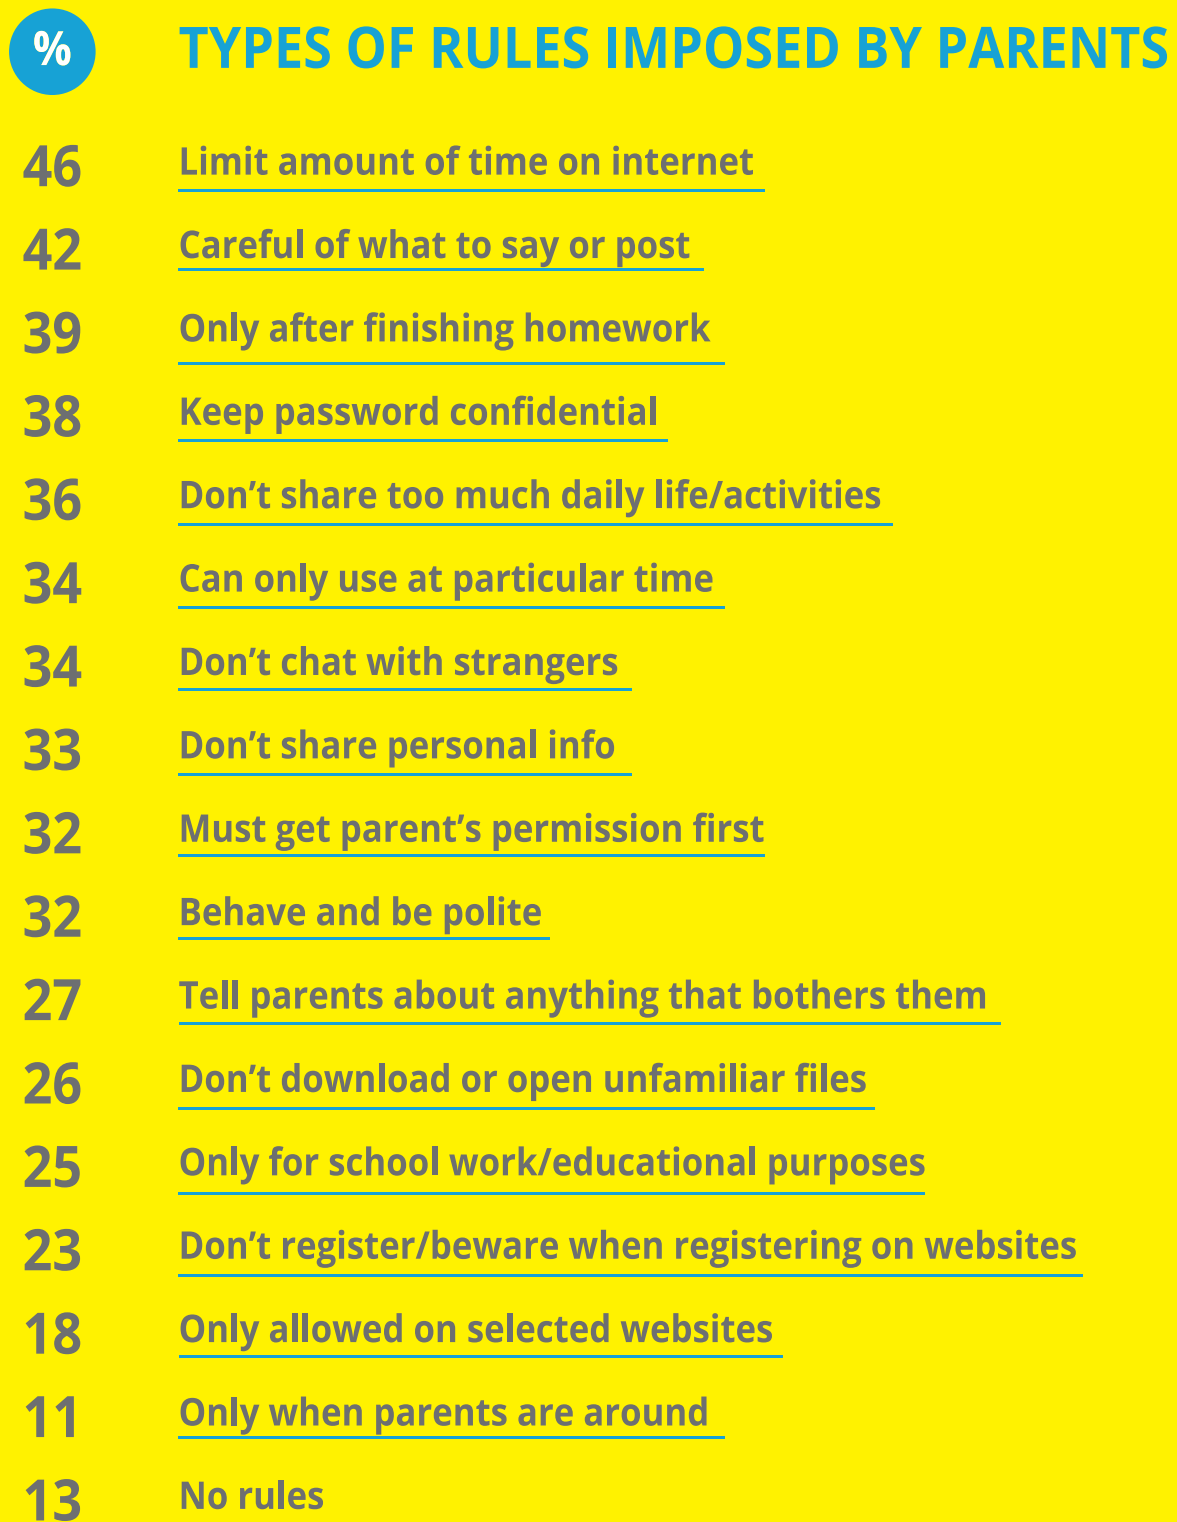 % TYPES OF RULES IMPOSED BY PARENTS
46 Limit amount of time on internet
42 Careful of what to say or post
39 Only after finishing homework
38 Keep password confidential
36 Don’t share too much daily life/activities
34 Can only use at particular time
34 Don’t chat with strangers
33 Don’t share personal info
32 Must get parent’s permission first
32 Behave and be polite
27 Tell parents about anything that bothers them
26 Don’t download or open unfamiliar files
25 Only for school work/educational purposes
23 Don’t register/beware when registering on websites
18 Only allowed on selected websites
11 Only when parents are around
13 No rules